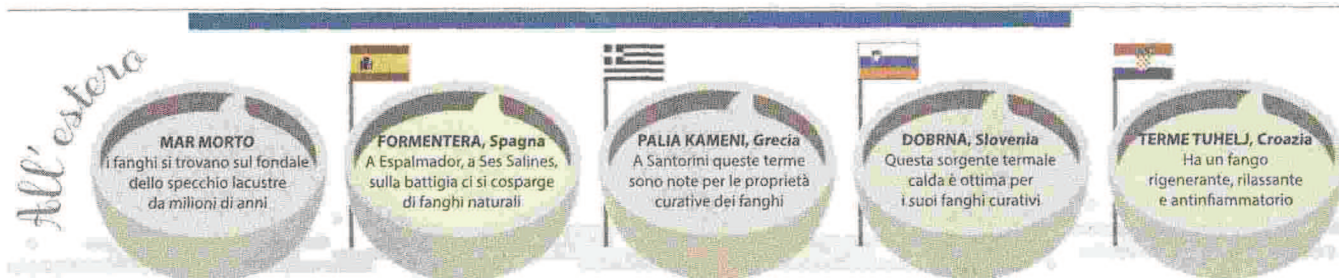 All'estero
MAR MORTO
i fanghi si trovano sul fondale
dello specchio lacustre
da milioni di anni
FORMENTERA, Spagna
A Espalmador, a Ses Salines,
sulla battigia ci si cosparge
di fanghi naturali
PALIA KAMENI, Grecia
A Santorini queste terme
sono note per le proprietà
curative dei fanghi
DOBRNA, Slovenia
Questa sorgente termale
calda è ottima per
i suoi fanghi curativi
TERME TUHELJ, Croazia
Ha un fango
rigenerante, rilassante
e antinfiammatorio